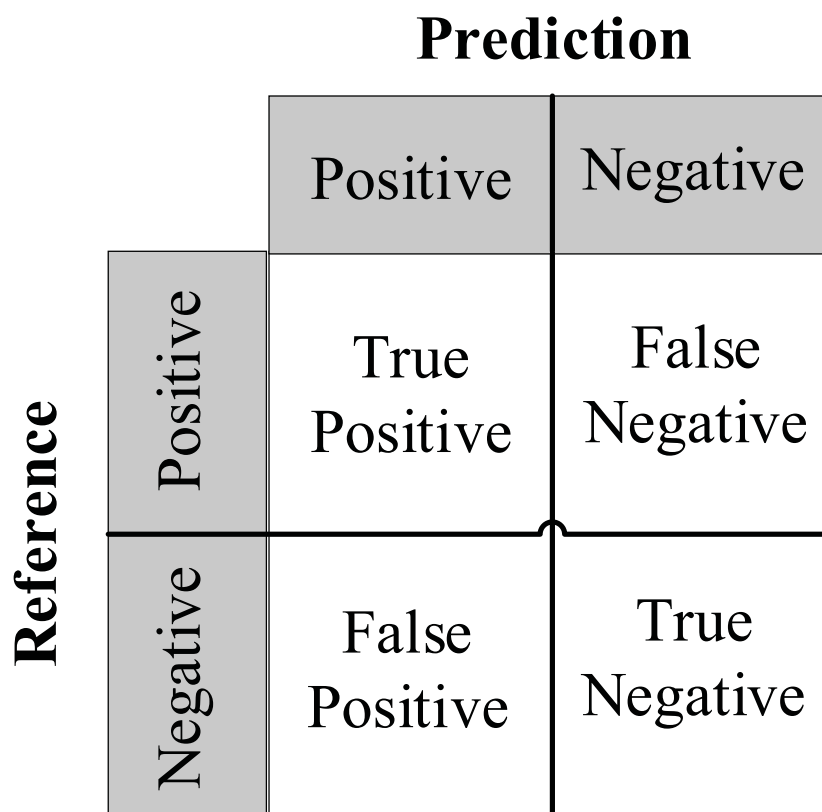 Prediction
Positive Negative
Reference
Positive
True
Positive
False
Negative
Negative
False
Positive
True
Negative